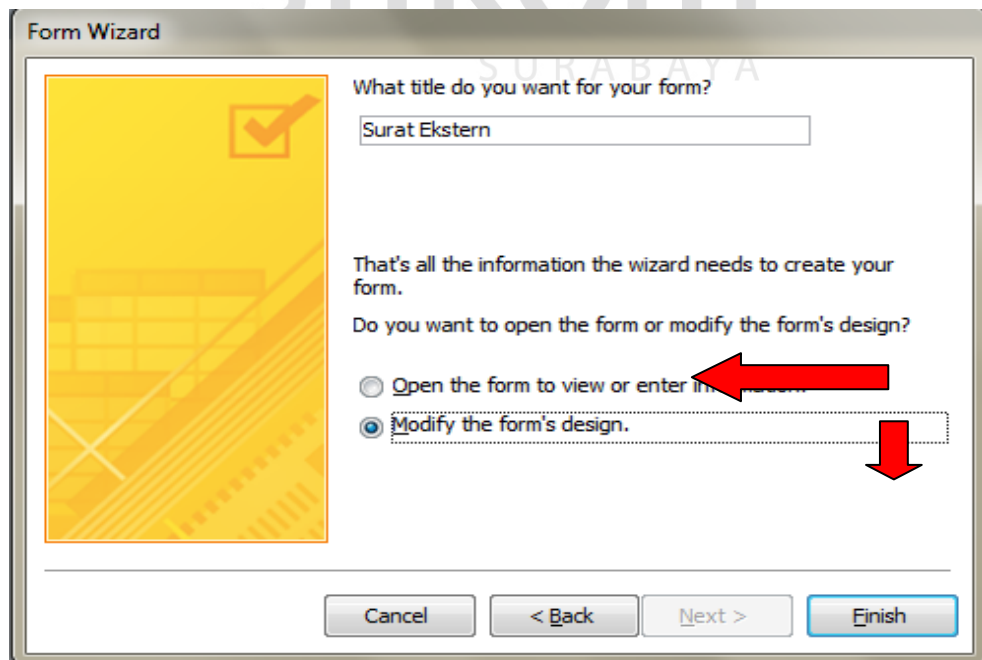 Form Wizard
SURABAYA
What title do you want for your form?
Surat Ekstern
That's all the information the wizard needs to create your
form.
Do you want to open the form or modify the form's design?
Open the form to view or enter
Modify the form's design.
Cancel
< Back
Next >
Finish